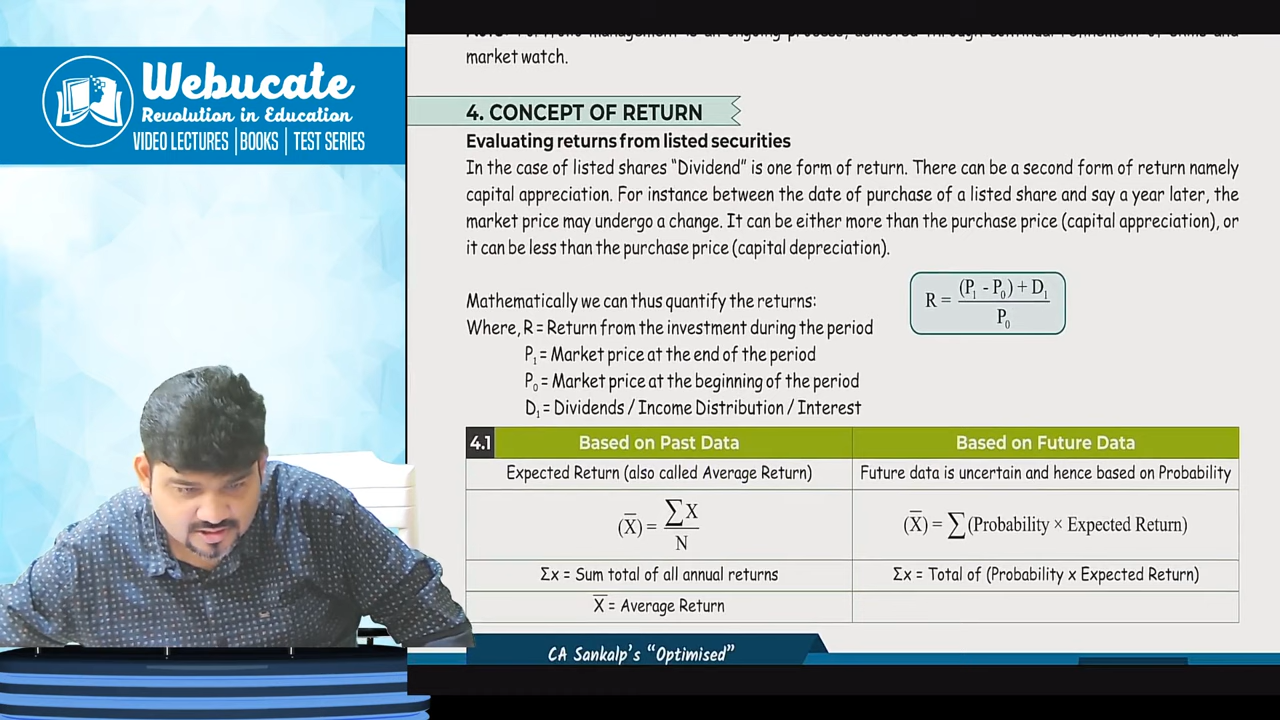 Webucate
Revolution in Education
VIDEO LECTURES | BOOKS | TEST SERIES
market watch.
4. CONCEPT OF RETURN
Evaluating returns from listed securities
In the case of listed shares “Dividend” is one form of return. There can be a second form of return namely
capital appreciation. For instance between the date of purchase of a listed share and say a year later, the
market price may undergo a change. It can be either more than the purchase price (capital appreciation), or
it can be less than the purchase price (capital depreciation).
Mathematically we can thus quantify the returns:
R = (P₁ - P₀) + D₁
P₀
Where, R = Return from the investment during the period
P₁ = Market price at the end of the period
P₀ = Market price at the beginning of the period
D₁ = Dividends / Income Distribution / Interest
4.1 Based on Past Data Based on Future Data
Expected Return (also called Average Return) Future data is uncertain and hence based on Probability
(X̅) = ∑X
N
(X̅) = ∑(Probability × Expected Return)
Σx = Sum total of all annual returns Σx = Total of (Probability x Expected Return)
X̅ = Average Return
CA Sankalp's “Optimised”